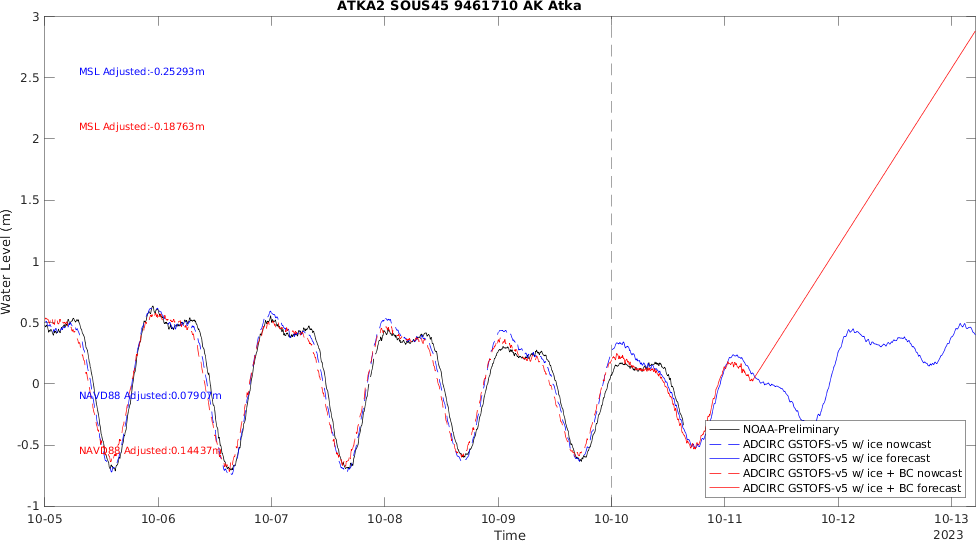 ATKA2 SOUS45 9461710 AK Atka
3
2.5
2
1.5
1
0.5
0
-0.5
-1
Water Level (m)
MSL Adjusted:-0.25293m
MSL Adjusted:-0.18763m
NAVD88 Adjusted:0.07907m
NAVD88 Adjusted:0.14437m
NOAA-Preliminary
ADCIRC GSTOFS-v5 w/ ice nowcast
ADCIRC GSTOFS-v5 w/ ice forecast
ADCIRC GSTOFS-v5 w/ ice + BC nowcast
ADCIRC GSTOFS-v5 w/ ice + BC forecast
10-05 10-06 10-07 10-08 10-09 10-10 10-11 10-12 10-13
Time
2023